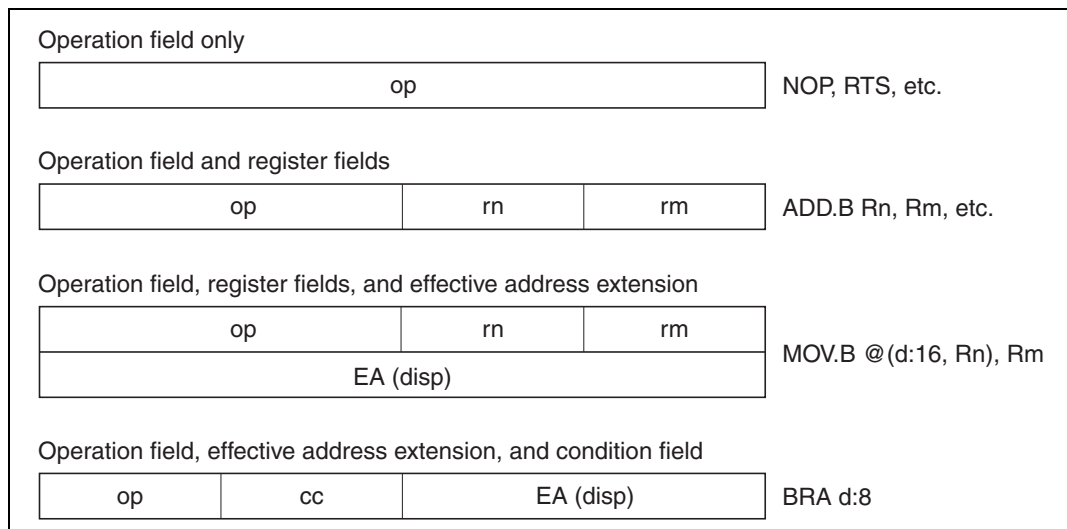 Operation field only
op NOP, RTS, etc.
Operation field and register fields
op rn rm ADD.B Rn, Rm, etc.
Operation field, register fields, and effective address extension
op rn rm
MOV.B @(d:16, Rn), Rm
EA (disp)
Operation field, effective address extension, and condition field
op cc EA (disp) BRA d:8